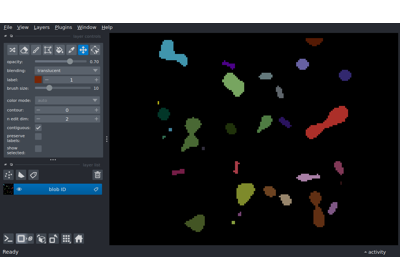 File View Layers Plugins Window Help
opacity: 0.70
blending: translucent
label: 1
brush size: 10
color mode:
contour: 0
n edit dim: 2
contiguous:
preserve labels:
show selected:
blob ID
Ready
activity